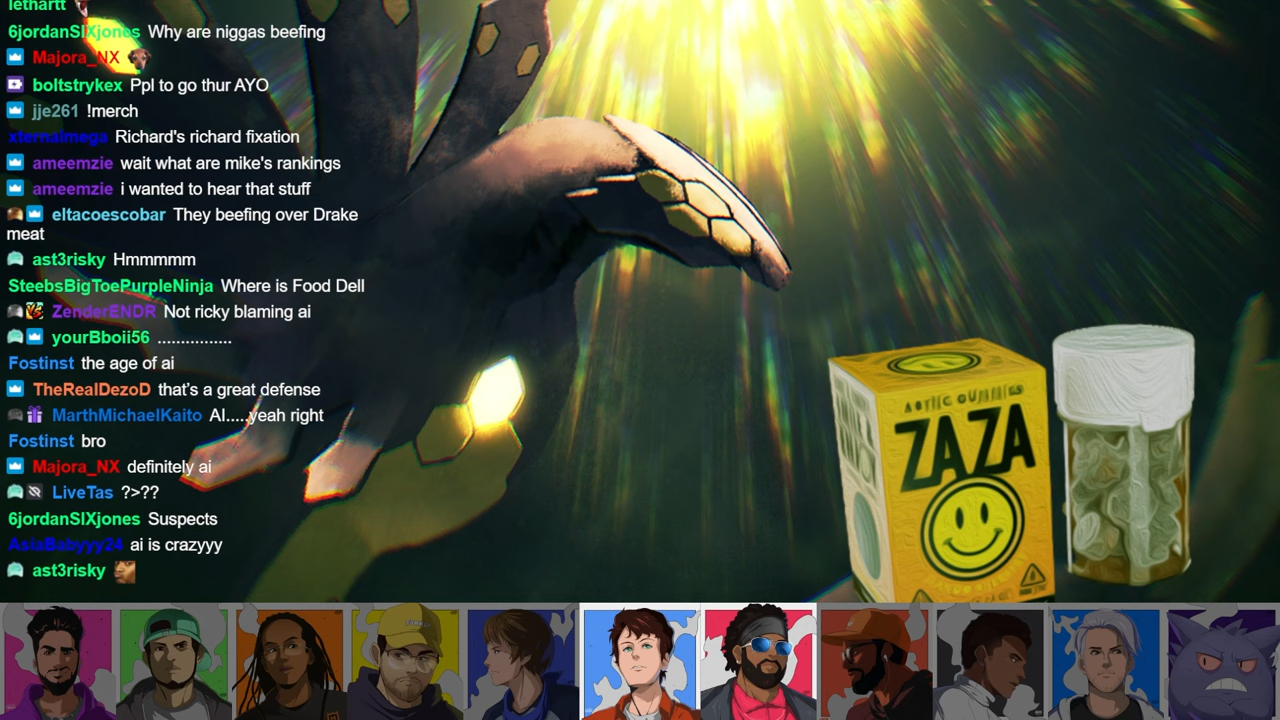 lethartt
6jordanSIXjones Why are niggas beefing
Majora_NX
boltstrykex Ppl to go thur AYO
jje261 !merch
xternalmega Richard's richard fixation
ameemzie wait what are mike's rankings
ameemzie i wanted to hear that stuff
eltacoescobar They beefing over Drake
meat
ast3risky Hmmmmm
SteebsBigToePurpleNinja Where is Food Dell
ZenderENDR Not ricky blaming ai
yourBboii56 ................
Fostinst the age of ai
TheRealDezoD that's a great defense
MarthMichaelKaito AI.....yeah right
Fostinst bro
Majora_NX definitely ai
LiveTas ?>??
6jordanSIXjones Suspects
AsiaBabyyy24 ai is crazyyy
ast3risky
ZAZA